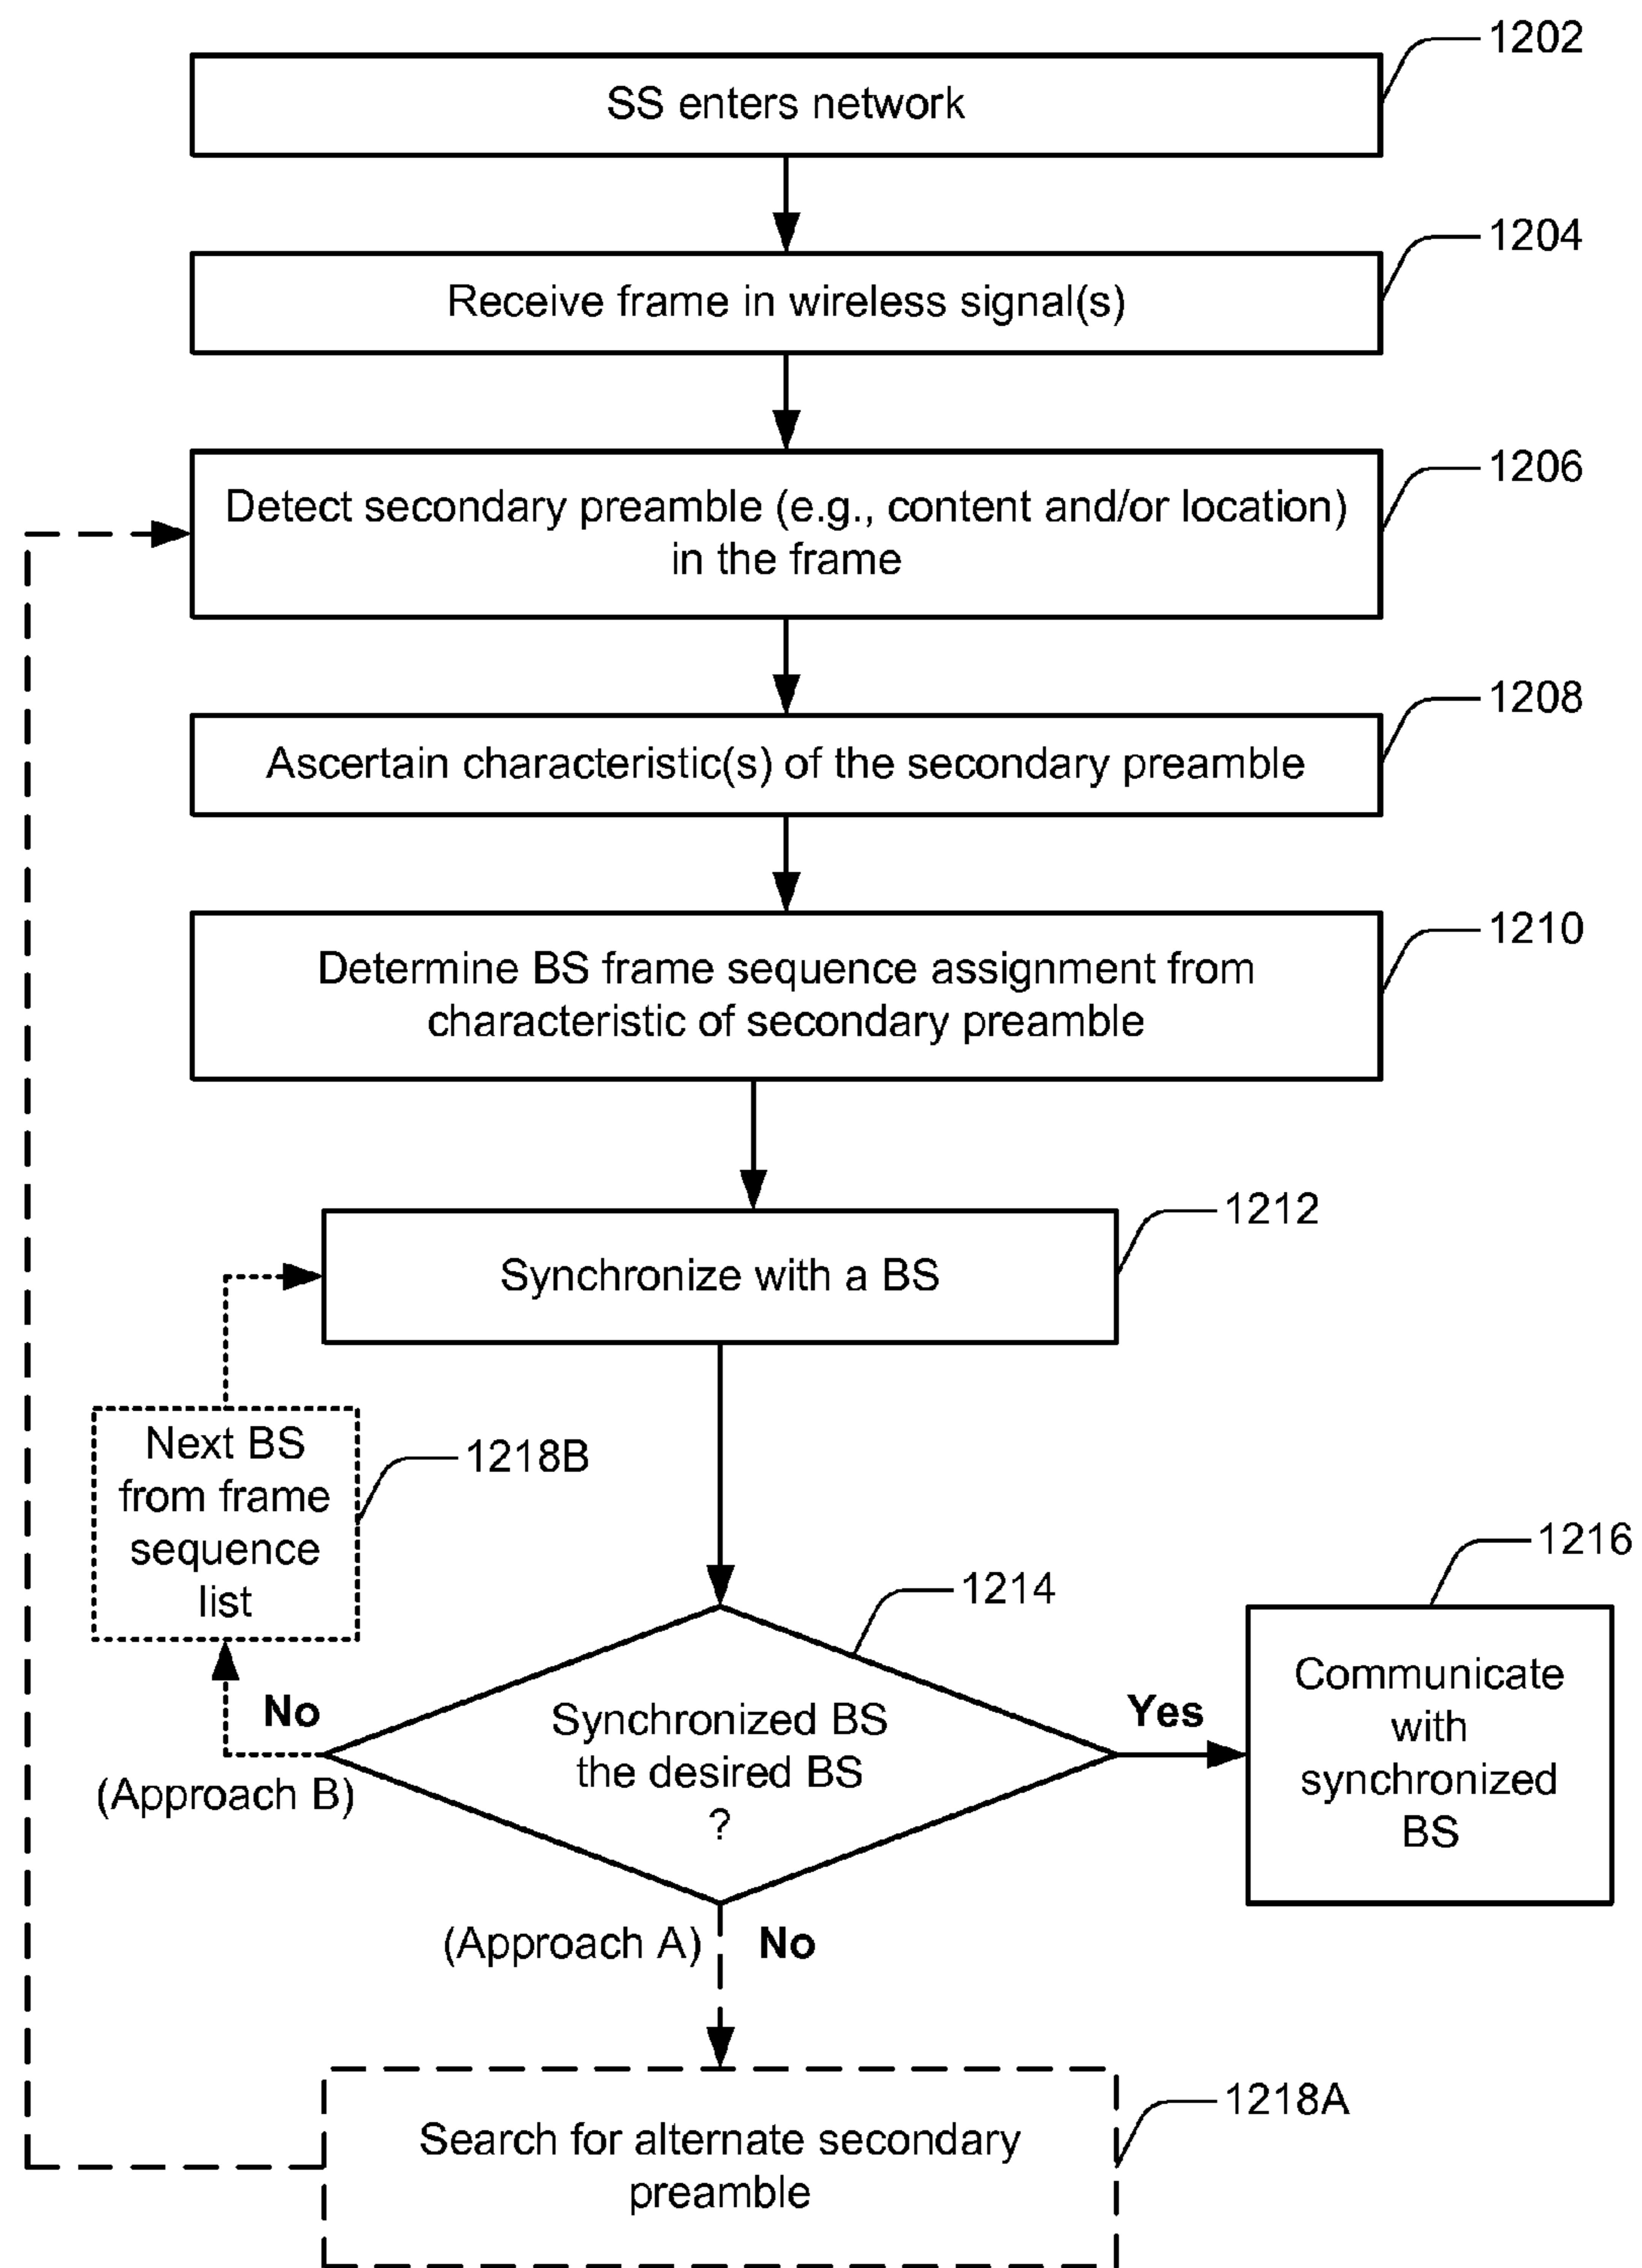 1202
SS enters network
1204
Receive frame in wireless signal(s)
1206
Detect secondary preamble (e.g., content and/or location)
in the frame
1208
Ascertain characteristic(s) of the secondary preamble
1210
Determine BS frame sequence assignment from
characteristic of secondary preamble
1212
Synchronize with a BS
Next BS
from frame
sequence
list
1218B
1214
Synchronized BS
the desired BS
?
No
(Approach B)
Yes
1216
Communicate
with
synchronized
BS
(Approach A)
No
1218A
Search for alternate secondary
preamble